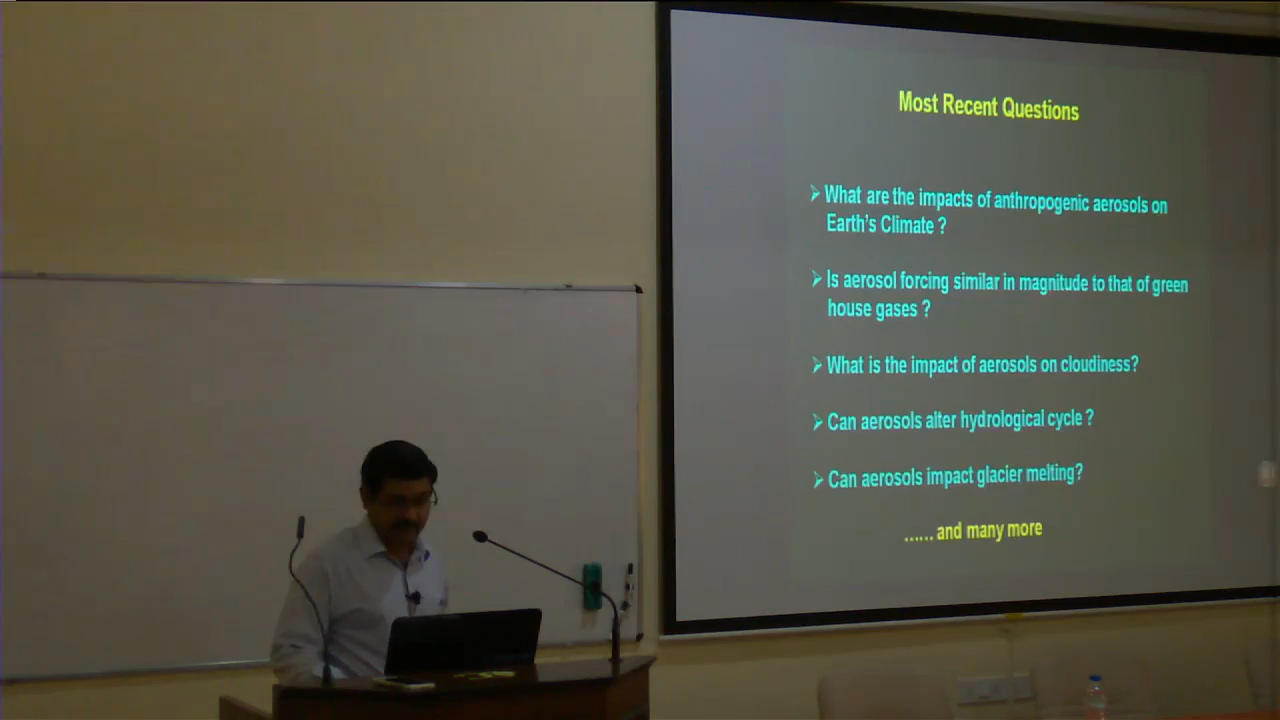 Most Recent Questions
➢ What are the impacts of anthropogenic aerosols on
Earth's Climate ?
➢ Is aerosol forcing similar in magnitude to that of green
house gases ?
➢ What is the impact of aerosols on cloudiness?
➢ Can aerosols alter hydrological cycle ?
➢ Can aerosols impact glacier melting?
...... and many more